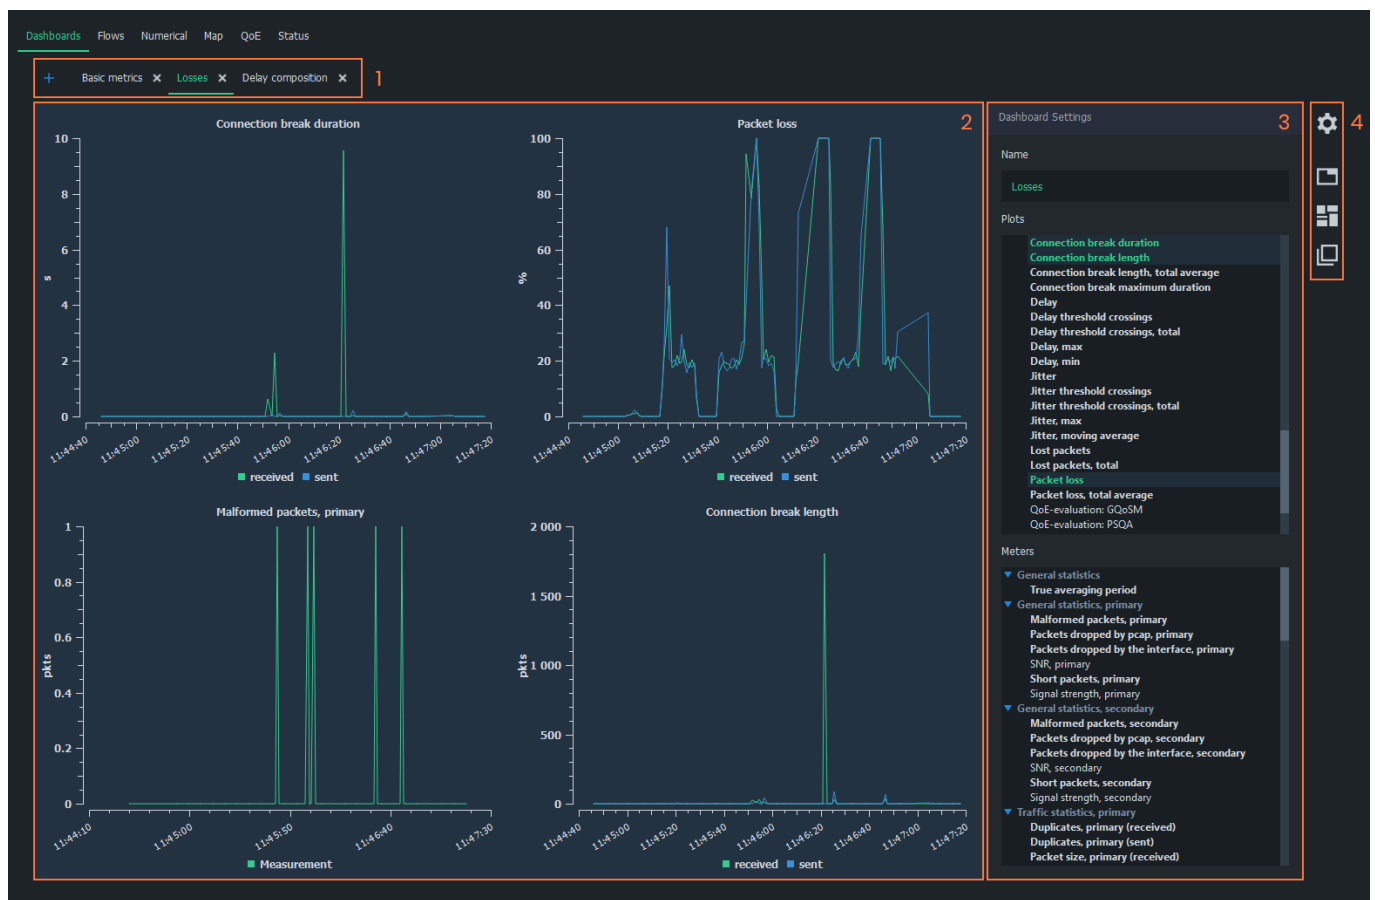 Dashboards Flows Numerical Map QoE Status
+ Basic metrics × Losses × Delay composition × 1
2
Connection break duration
10
8
6
4
2
0
s
11:44:40 11:45:00 11:45:20 11:45:40 11:46:00 11:46:20 11:46:40 11:47:00 11:47:20
received sent
Packet loss
100
80
60
40
20
0
%
11:44:40 11:45:00 11:45:20 11:45:40 11:46:00 11:46:20 11:46:40 11:47:00 11:47:20
received sent
Malformed packets, primary
1
0.8
0.6
0.4
0.2
0
pkts
11:44:10 11:45:00 11:45:50 11:46:40 11:47:30
Measurement
Connection break length
2 000
1 500
1 000
500
0
pkts
11:44:40 11:45:00 11:45:20 11:45:40 11:46:00 11:46:20 11:46:40 11:47:00 11:47:20
received sent
Dashboard Settings 3
Name
Losses
Plots
Connection break duration
Connection break length
Connection break length, total average
Connection break maximum duration
Delay
Delay threshold crossings
Delay threshold crossings, total
Delay, max
Delay, min
Jitter
Jitter threshold crossings
Jitter threshold crossings, total
Jitter, max
Jitter, moving average
Lost packets
Lost packets, total
Packet loss
Packet loss, total average
QoE-evaluation: GQoSM
QoE-evaluation: PSQA
Meters
General statistics
True averaging period
General statistics, primary
Malformed packets, primary
Packets dropped by pcap, primary
Packets dropped by the interface, primary
SNR, primary
Short packets, primary
Signal strength, primary
General statistics, secondary
Malformed packets, secondary
Packets dropped by pcap, secondary
Packets dropped by the interface, secondary
SNR, secondary
Short packets, secondary
Signal strength, secondary
Traffic statistics, primary
Duplicates, primary (received)
Duplicates, primary (sent)
Packet size, primary (received)
4